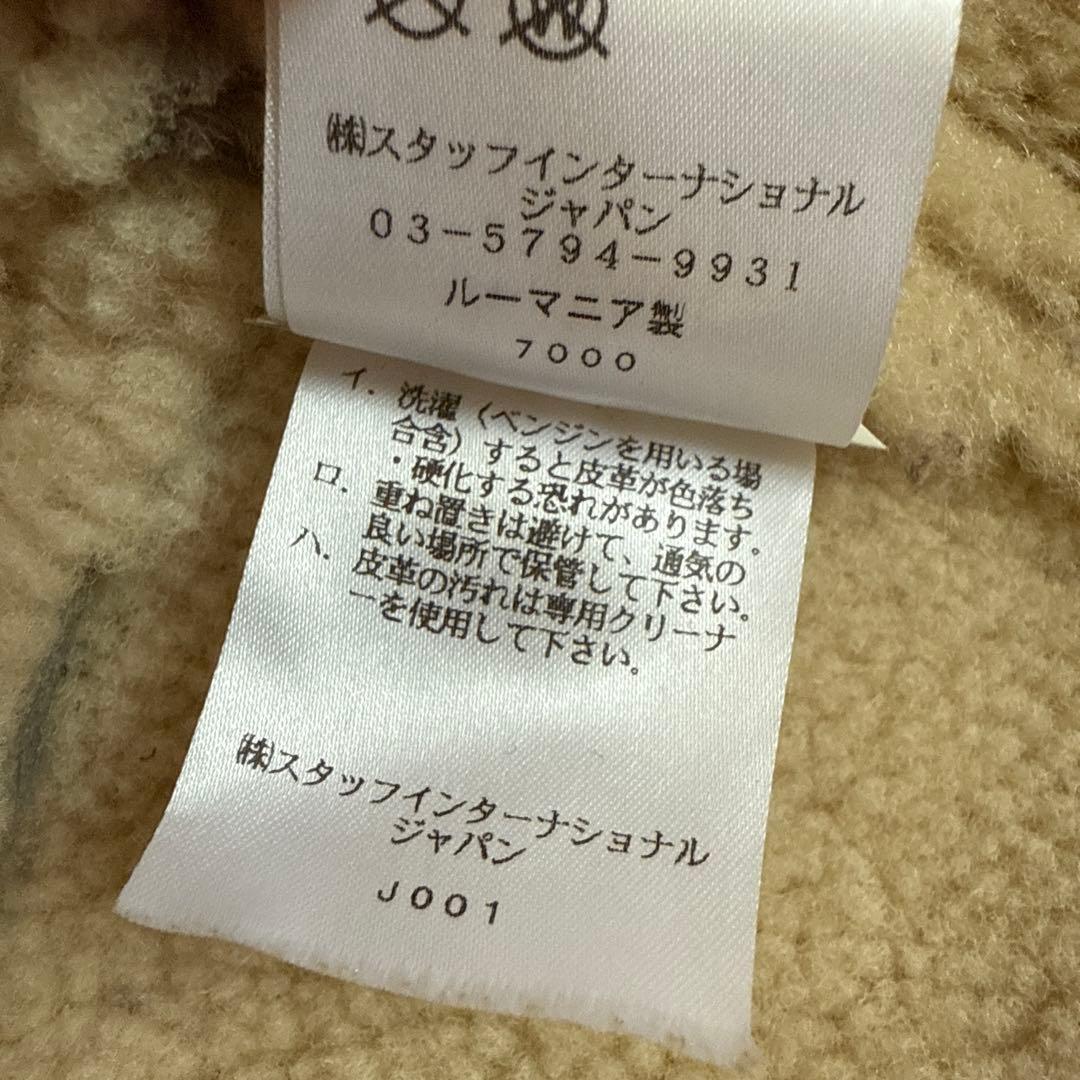 ㈱スタッフインターナショナル
ジャパン
03-5794-9931
ルーマニア製
7000
イ．洗濯（ベンジンを用いる場
合含）すると皮革が色落ち
・硬化する恐れがあります。
ロ．重ね置きは避けて、通気の
良い場所で保管して下さい。
ハ．皮革の汚れは専用クリーナ
ーを使用して下さい。
㈱スタッフインターナショナル
ジャパン
J001